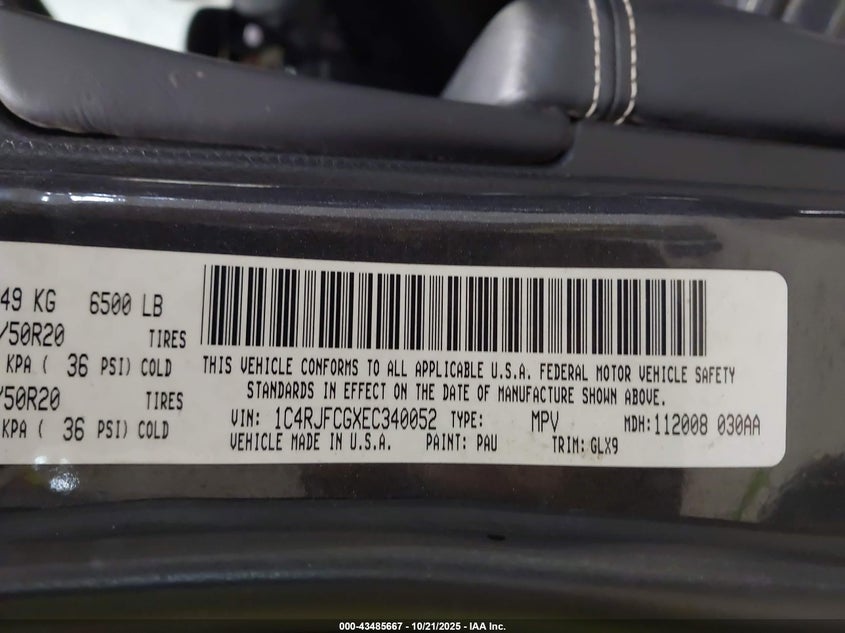 49 KG 6500 LB
/50R20 TIRES
KPA ( 36 PSI) COLD
/50R20 TIRES
KPA ( 36 PSI) COLD
THIS VEHICLE CONFORMS TO ALL APPLICABLE U.S.A. FEDERAL MOTOR VEHICLE SAFETY
STANDARDS IN EFFECT ON THE DATE OF MANUFACTURE SHOWN ABOVE.
VIN: 1C4RJFCGXEC340052 TYPE: MPV MDH: 112008 030AA
VEHICLE MADE IN U.S.A. PAINT: PAU TRIM: GLX9
000-43485667 - 10/21/2025 - IAA Inc.